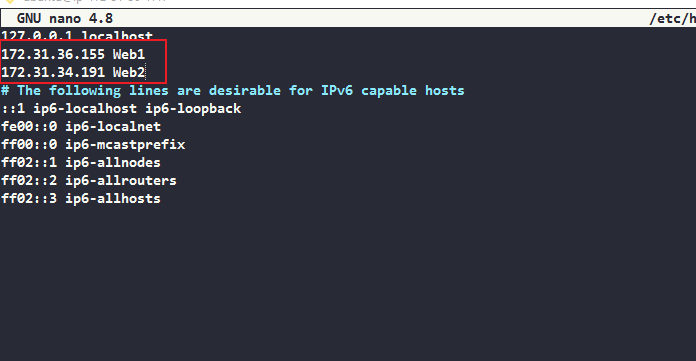 GNU nano 4.8 /etc/h
127.0.0.1 localhost
172.31.36.155 Web1
172.31.34.191 Web2
# The following lines are desirable for IPv6 capable hosts
::1 ip6-localhost ip6-loopback
fe00::0 ip6-localnet
ff00::0 ip6-mcastprefix
ff02::1 ip6-allnodes
ff02::2 ip6-allrouters
ff02::3 ip6-allhosts